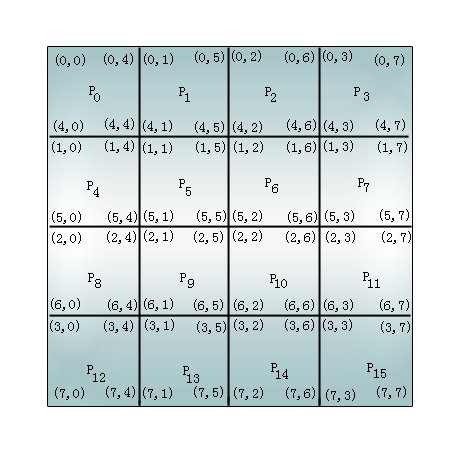 (0,0) (0,4) (0,1) (0,5) (0,2) (0,6) (0,3) (0,7)
P0 P1 P2 P3
(4,0) (4,4) (4,1) (4,5) (4,2) (4,6) (4,3) (4,7)
(1,0) (1,4) (1,1) (1,5) (1,2) (1,6) (1,3) (1,7)
P4 P5 P6 P7
(5,0) (5,4) (5,1) (5,5) (5,2) (5,6) (5,3) (5,7)
(2,0) (2,4) (2,1) (2,5) (2,2) (2,6) (2,3) (2,7)
P8 P9 P10 P11
(6,0) (6,4) (6,1) (6,5) (6,2) (6,6) (6,3) (6,7)
(3,0) (3,4) (3,1) (3,5) (3,2) (3,6) (3,3) (3,7)
P12 P13 P14 P15
(7,0) (7,4) (7,1) (7,5) (7,2) (7,6) (7,3) (7,7)